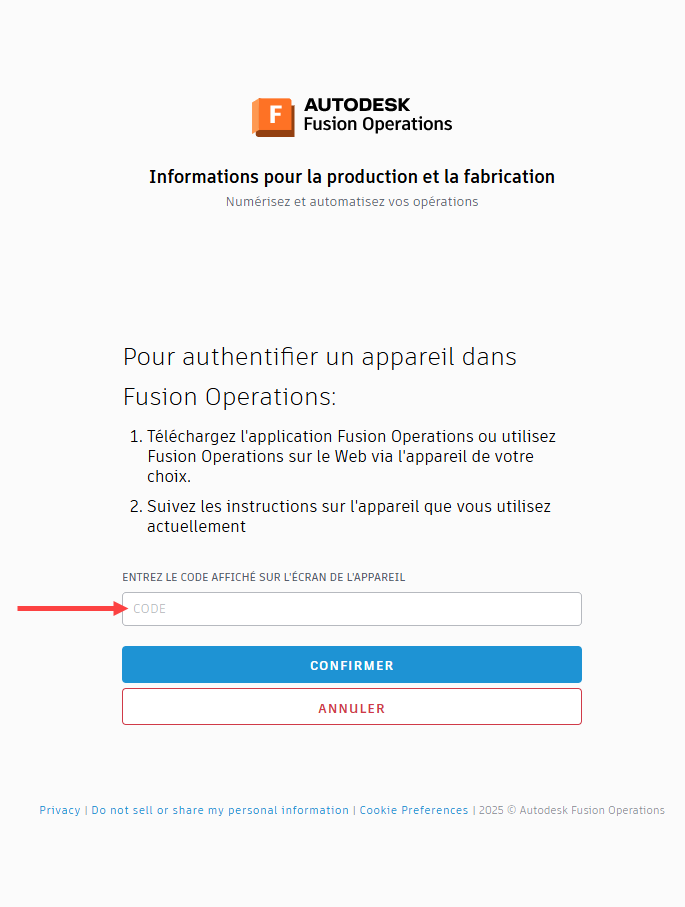 F
AUTODESK
Fusion Operations
Informations pour la production et la fabrication
Numérisez et automatisez vos opérations
Pour authentifier un appareil dans
Fusion Operations:
1. Téléchargez l'application Fusion Operations ou utilisez
Fusion Operations sur le Web via l'appareil de votre
choix.
2. Suivez les instructions sur l'appareil que vous utilisez
actuellement
ENTREZ LE CODE AFFICHÉ SUR L'ÉCRAN DE L'APPAREIL
CODE
CONFIRMER
ANNULER
Privacy | Do not sell or share my personal information | Cookie Preferences | 2025 © Autodesk Fusion Operations